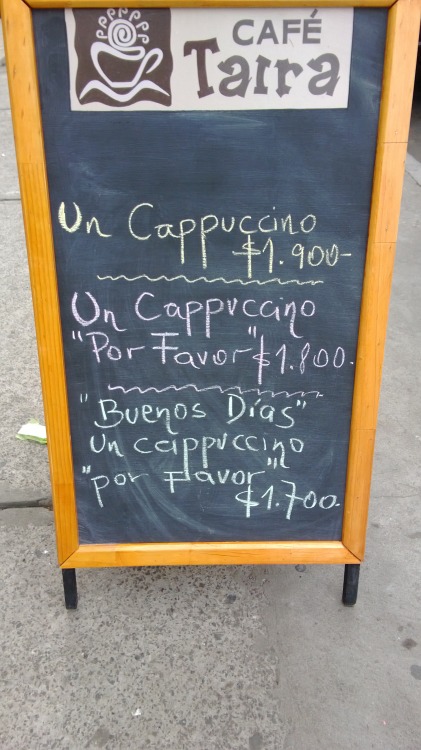 CAFÉ
Taira
Un Cappuccino
$1.900-
Un Cappuccino
"Por Favor" $1.800.
"Buenos Días"
Un cappuccino
"por Favor"
$1.700.